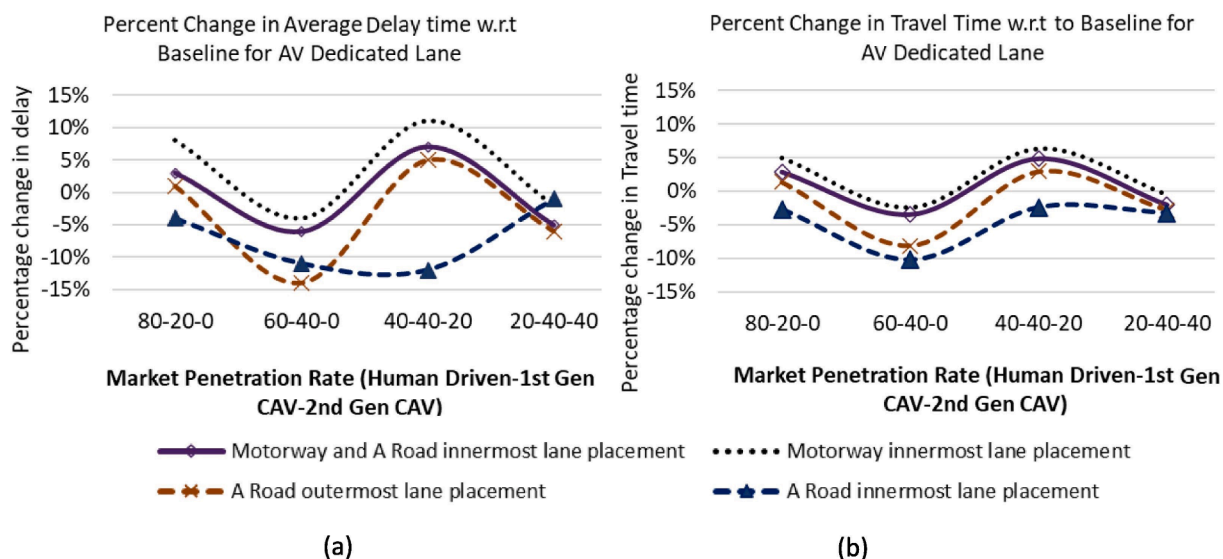 Percent Change in Average Delay time w.r.t
Baseline for AV Dedicated Lane
Percentage change in delay
15%
10%
5%
0%
-5%
-10%
-15%
80-20-0 60-40-0 40-40-20 20-40-40
Market Penetration Rate (Human Driven-1st Gen
CAV-2nd Gen CAV)
Percent Change in Travel Time w.r.t to Baseline for
AV Dedicated Lane
Percentage change in Travel time
15%
10%
5%
0%
-5%
-10%
-15%
80-20-0 60-40-0 40-40-20 20-40-40
Market Penetration Rate (Human Driven-1st Gen
CAV-2nd Gen CAV)
Motorway and A Road innermost lane placement
Motorway innermost lane placement
A Road outermost lane placement
A Road innermost lane placement
(a)
(b)